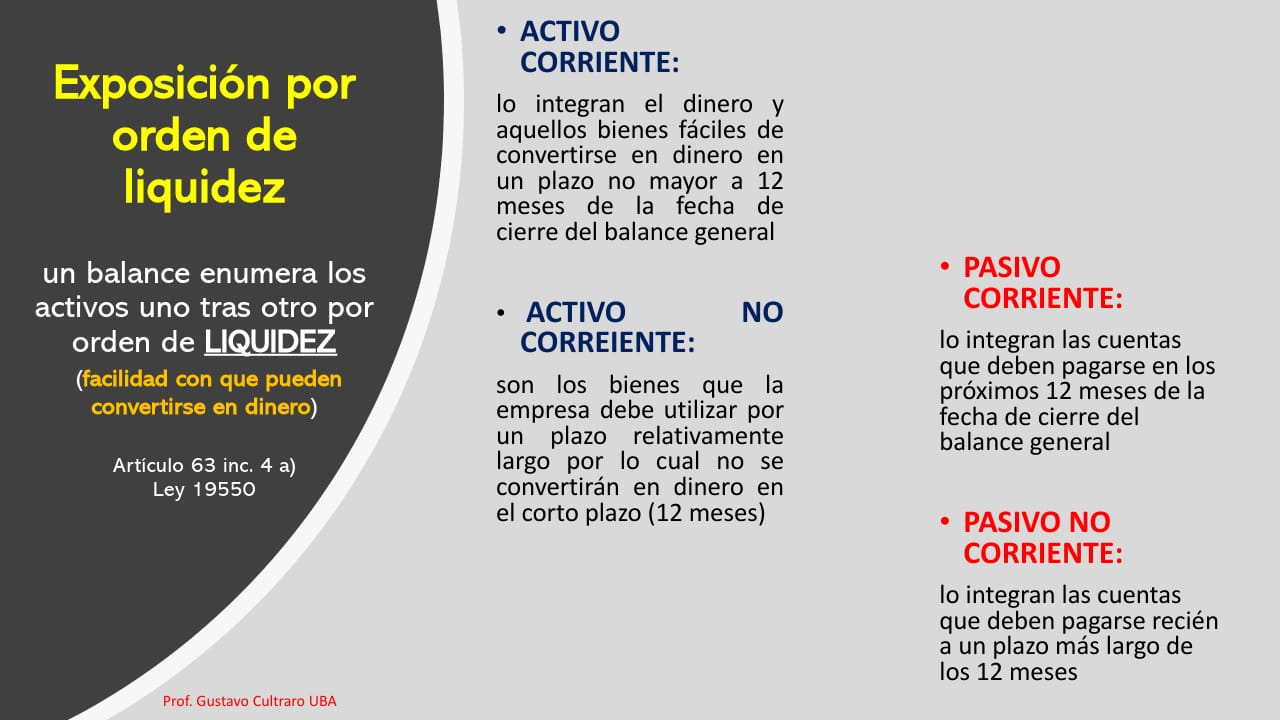 Exposición por
orden de
liquidez
un balance enumera los
activos uno tras otro por
orden de LIQUIDEZ
(facilidad con que pueden
convertirse en dinero)
Artículo 63 inc. 4 a)
Ley 19550
Prof. Gustavo Cultraro UBA
• ACTIVO
CORRIENTE:
lo integran el dinero y
aquellos bienes fáciles de
convertirse en dinero en
un plazo no mayor a 12
meses de la fecha de
cierre del balance general
• ACTIVO NO
CORREIENTE:
son los bienes que la
empresa debe utilizar por
un plazo relativamente
largo por lo cual no se
convertirán en dinero en
el corto plazo (12 meses)
• PASIVO
CORRIENTE:
lo integran las cuentas
que deben pagarse en los
próximos 12 meses de la
fecha de cierre del
balance general
• PASIVO NO
CORRIENTE:
lo integran las cuentas
que deben pagarse recién
a un plazo más largo de
los 12 meses